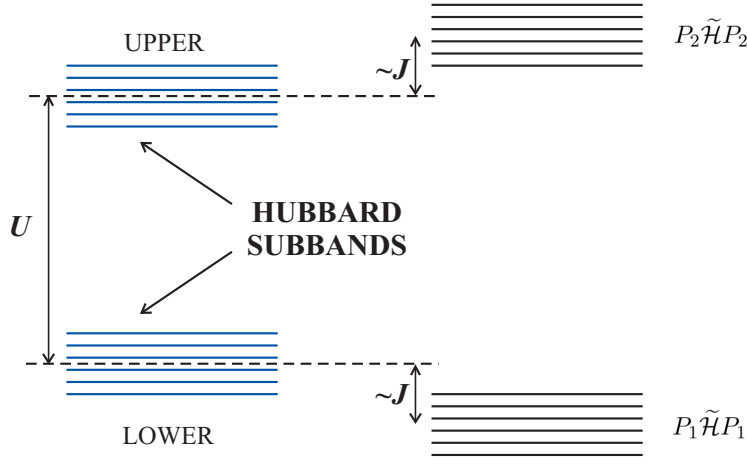 UPPER
~J
P₂H̃P₂
U
HUBBARD
SUBBANDS
~J
LOWER
P₁H̃P₁